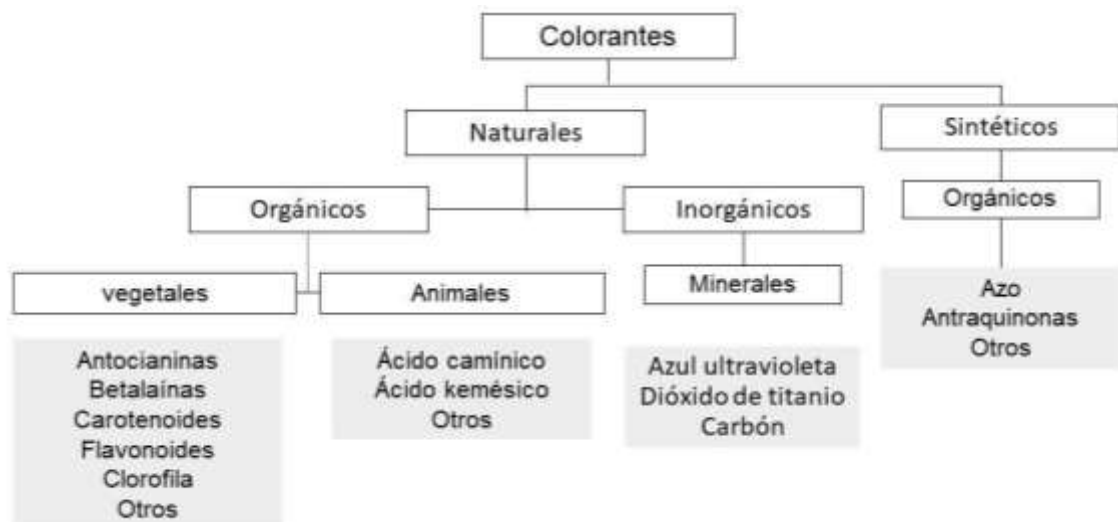 Colorantes
Naturales
Sintéticos
Orgánicos
Inorgánicos
Orgánicos
vegetales
Animales
Minerales
Azo
Antraquinonas
Otros
Antocianinas
Betalaínas
Carotenoides
Flavonoides
Clorofila
Otros
Ácido camínico
Ácido kemésico
Otros
Azul ultravioleta
Dióxido de titanio
Carbón